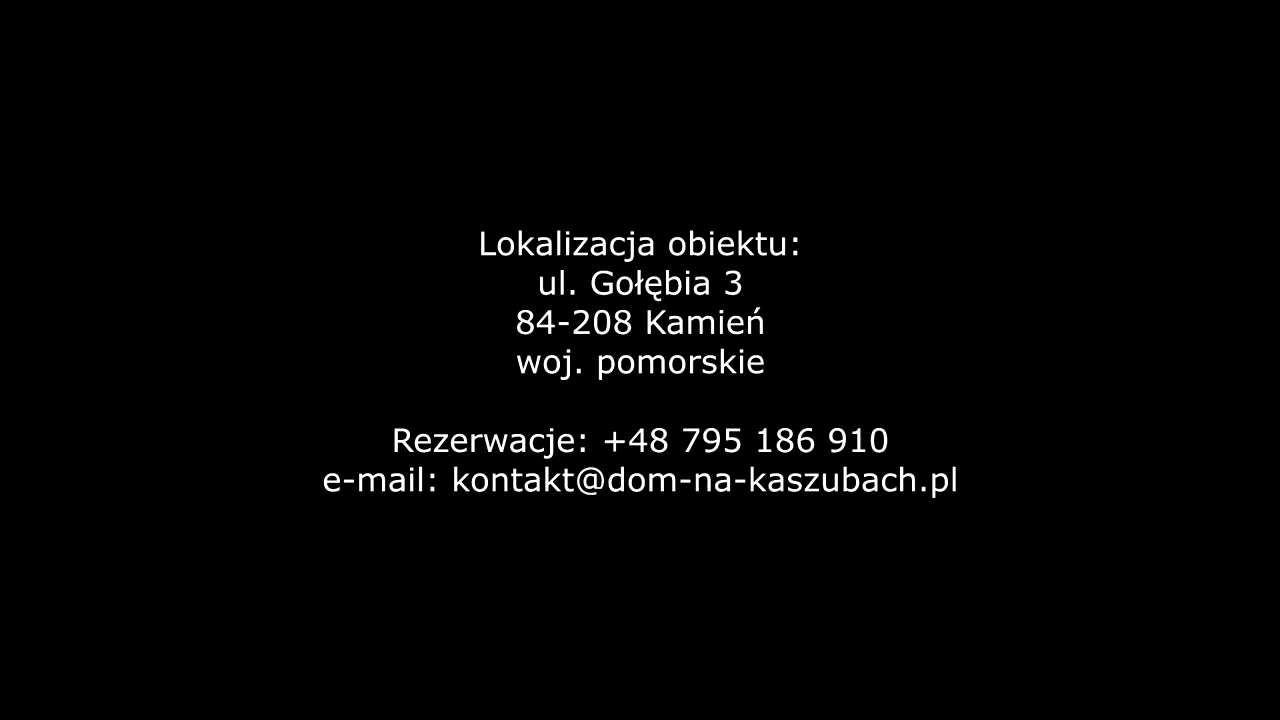 Lokalizacja obiektu:
ul. Gołębia 3
84-208 Kamień
woj. pomorskie
Rezerwacje: +48 795 186 910
e-mail: kontakt@dom-na-kaszubach.pl